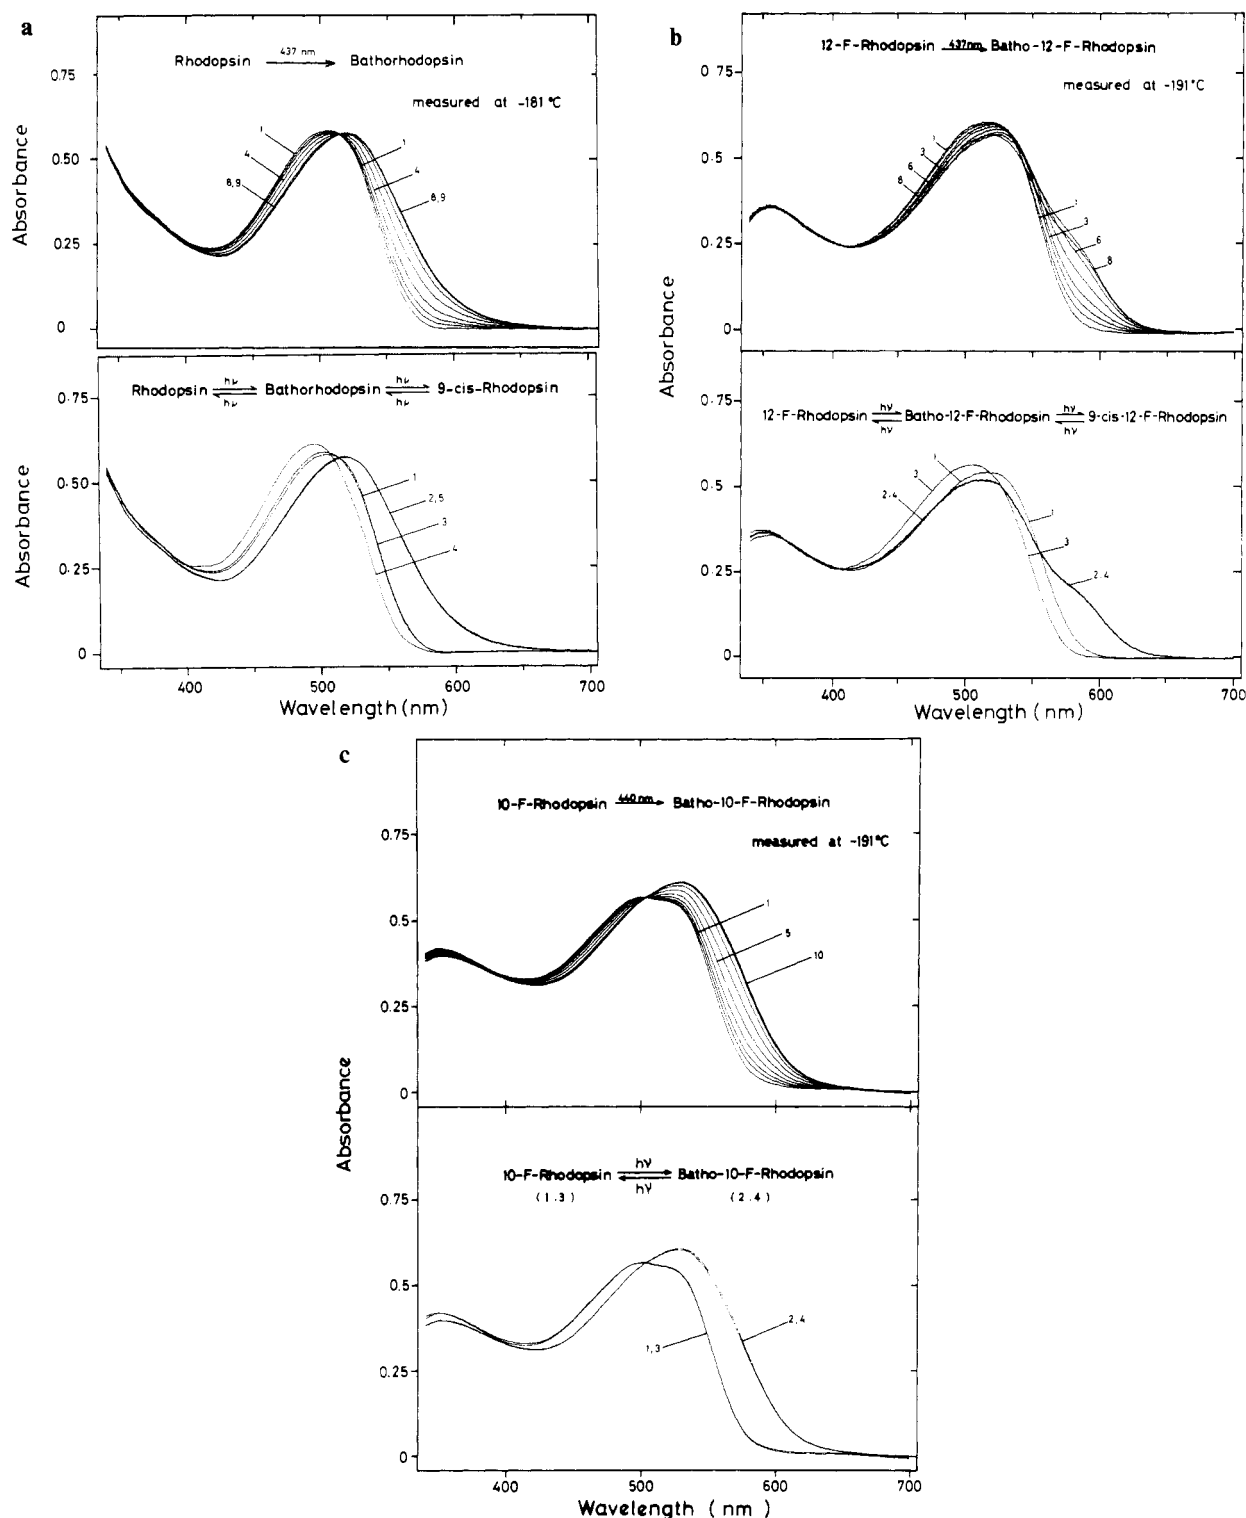 a
Rhodopsin 437 nm → Bathorhodopsin
measured at -181 °C
0.75
0.50
0.25
0
Absorbance
1
4
8,9
1
4
8,9
Rhodopsin hν ⇌ hν Bathorhodopsin hν ⇌ hν 9-cis-Rhodopsin
0.75
0.50
0.25
0
Absorbance
1
2,5
3
4
400 500 600 700
Wavelength (nm)
b
12-F-Rhodopsin 437nm → Batho-12-F-Rhodopsin
measured at -191°C
0.75
0.5
0.25
0
Absorbance
1
3
6
8
1
3
6
8
12-F-Rhodopsin hν ⇌ hν Batho-12-F-Rhodopsin hν ⇌ hν 9-cis-12-F-Rhodopsin
0.75
0.5
0.25
0
1
3
2,4
1
3
2,4
400 500 600 700
Wavelength (nm)
c
10-F-Rhodopsin 440nm → Batho-10-F-Rhodopsin
measured at -191°C
0.75
0.5
0.25
0
Absorbance
1
5
10
10-F-Rhodopsin hν ⇌ hν Batho-10-F-Rhodopsin
(1,3) (2,4)
0.75
0.5
0.25
0
1,3
2,4
400 500 600 700
Wavelength (nm)